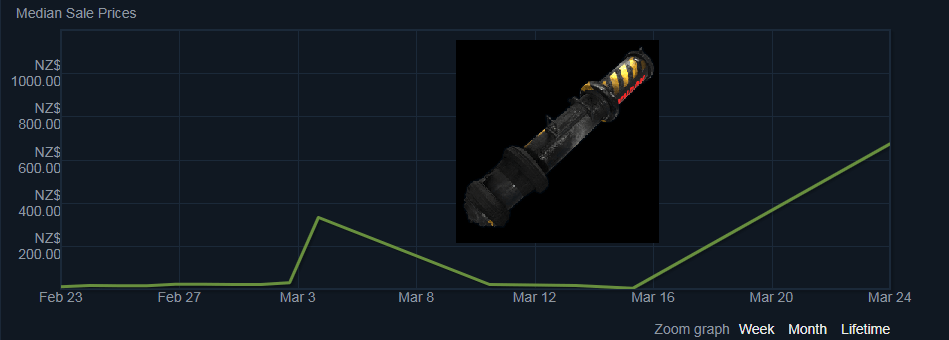 Median Sale Prices
NZ$
1000.00
NZ$
800.00
NZ$
600.00
NZ$
400.00
NZ$
200.00
Feb 23 Feb 27 Mar 3 Mar 8 Mar 12 Mar 16 Mar 20 Mar 24
Zoom graph Week Month Lifetime